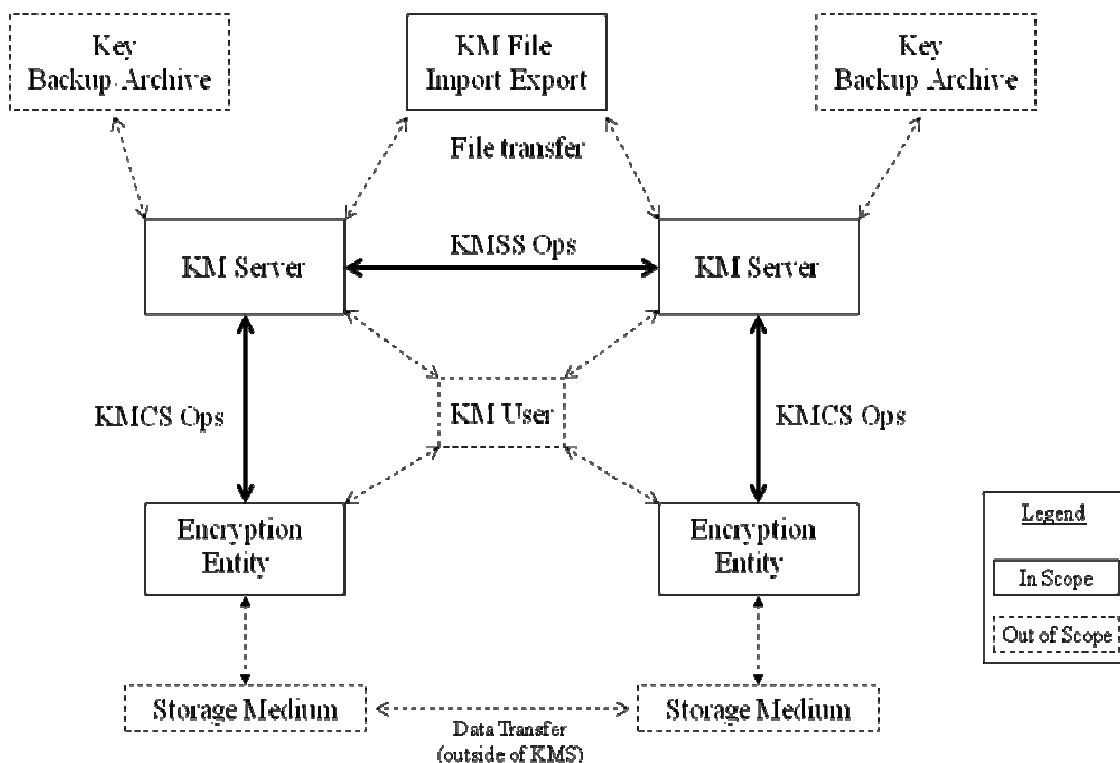 Key
Backup Archive
KM File
Import Export
Key
Backup Archive
File transfer
KM Server
KMSS Ops
KM Server
KMCS Ops
KM User
KMCS Ops
Encryption
Entity
Encryption
Entity
Legend
In Scope
Out of Scope
Storage Medium
Storage Medium
Data Transfer
(outside of KMS)